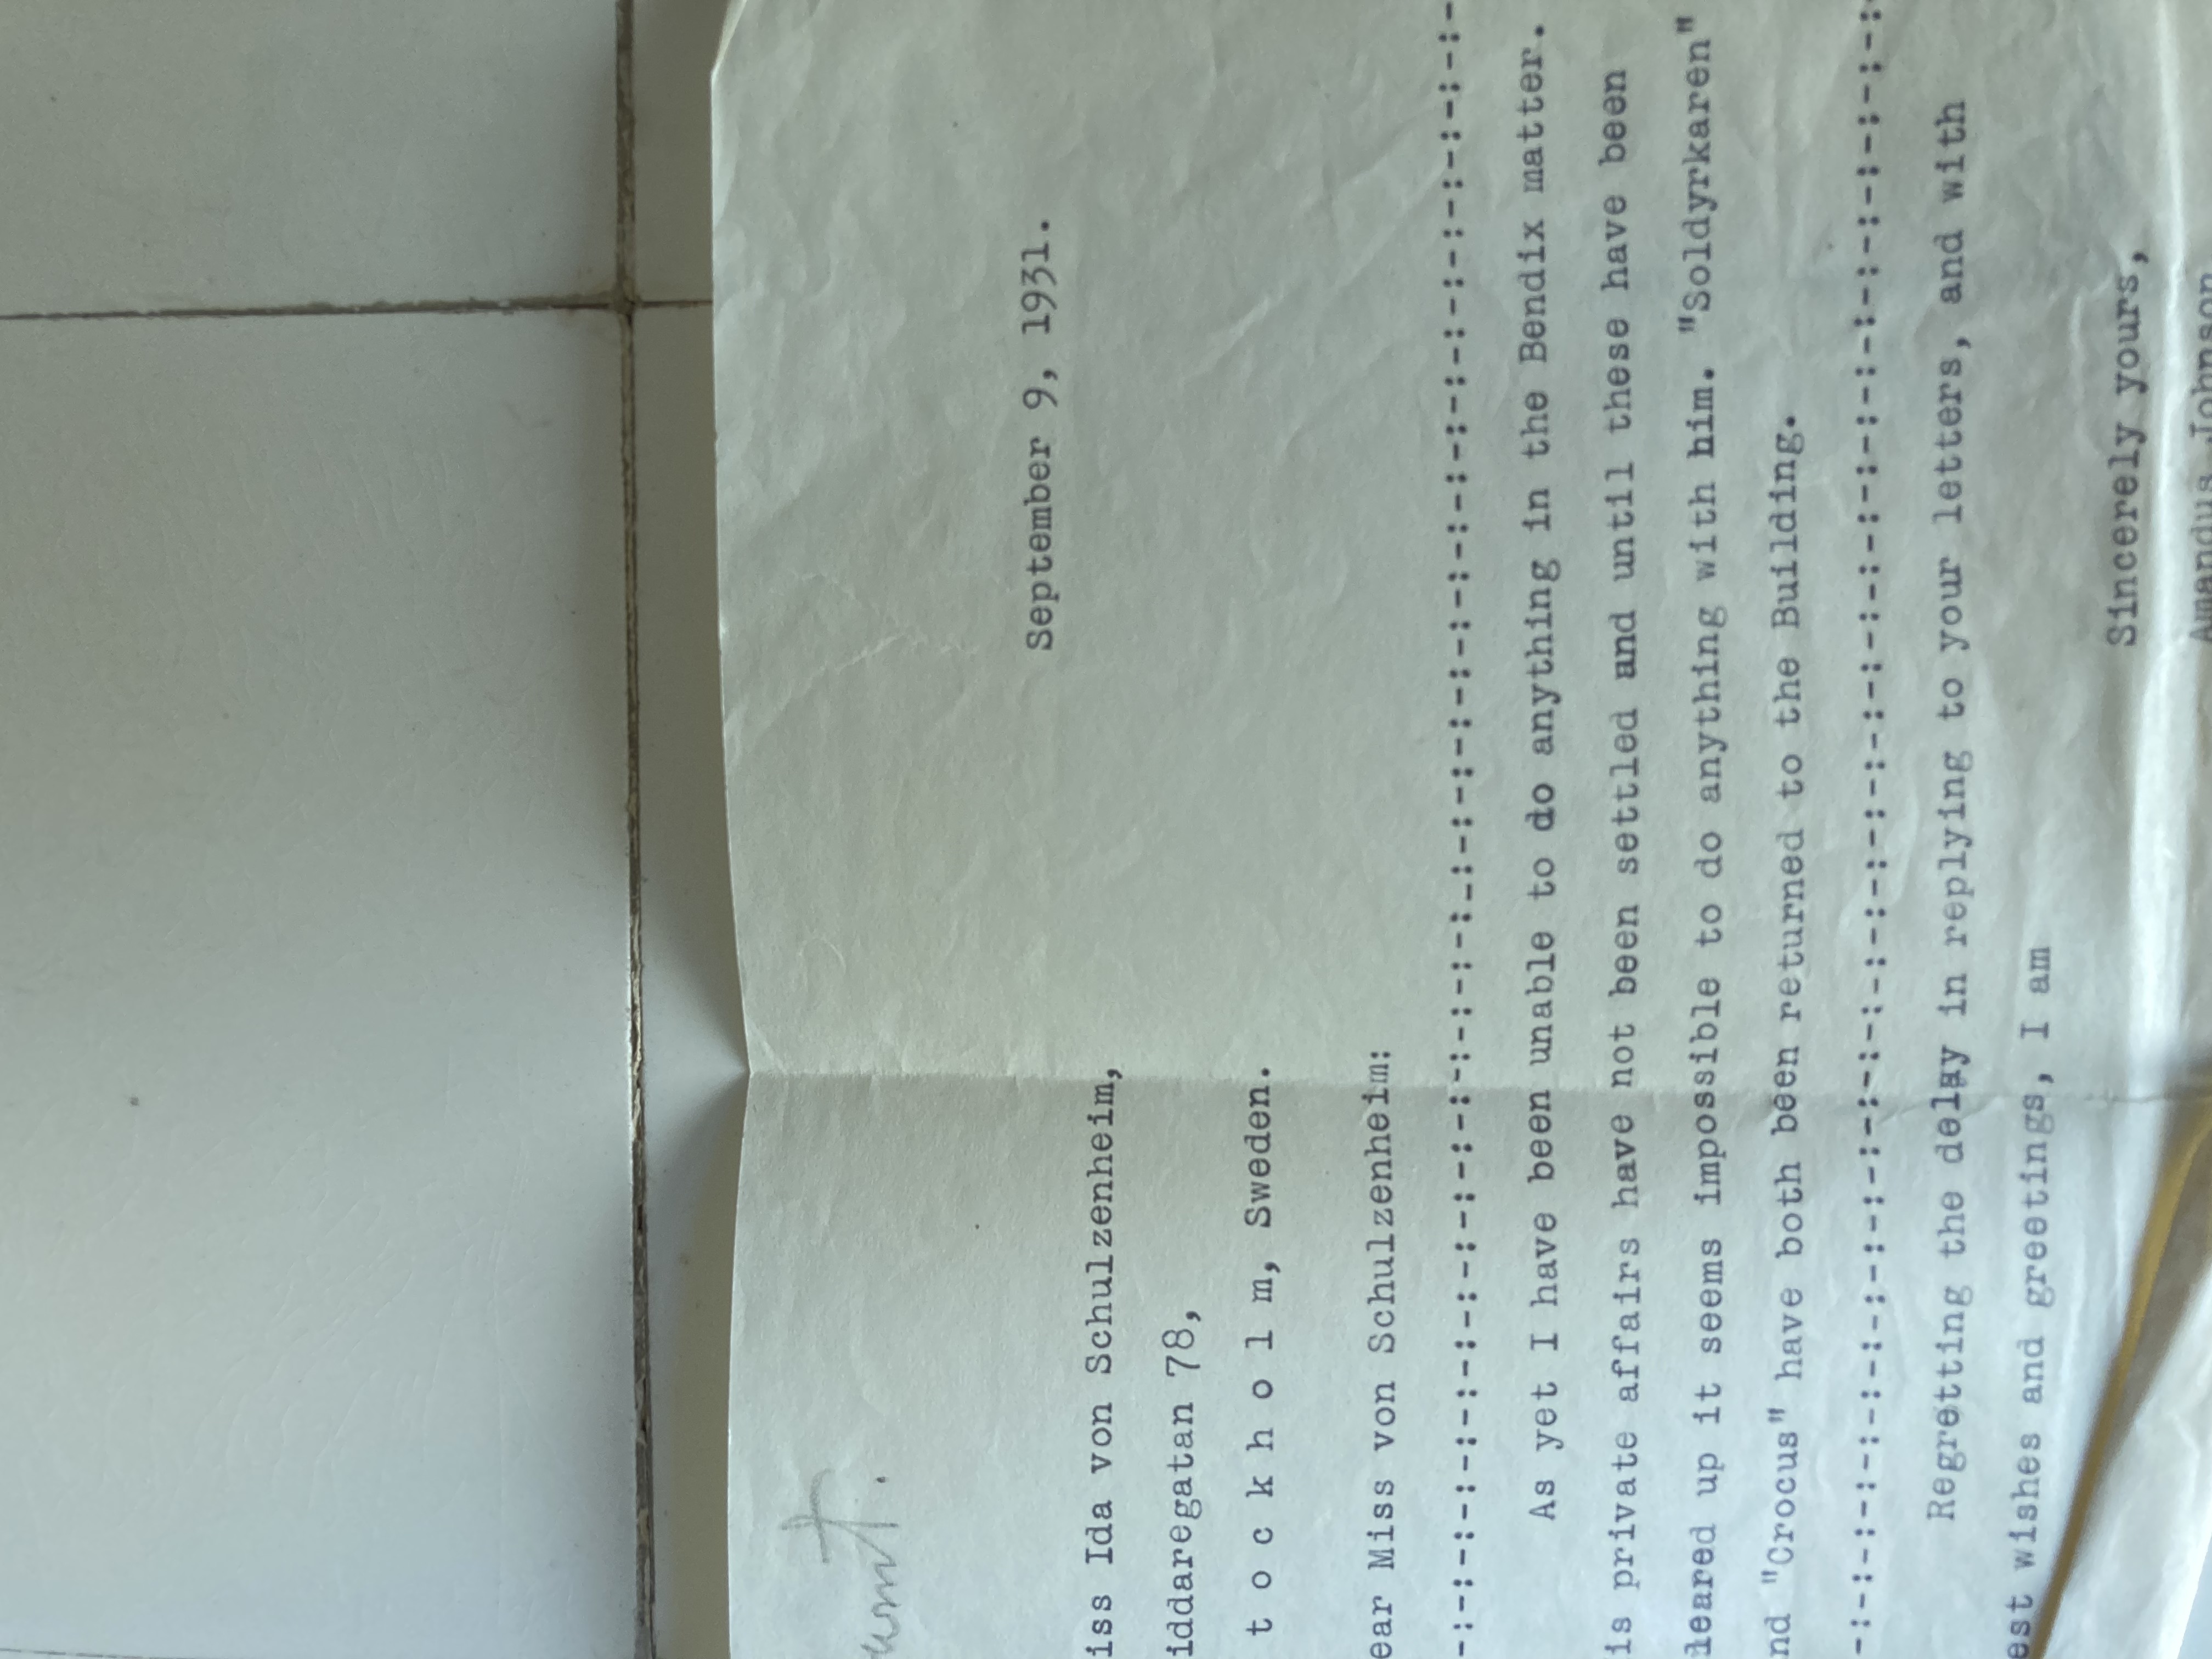 September 9, 1931.
iss Ida von Schulzenheim,
iddaregatan 78,
t o c k h o l m, Sweden.
ear Miss von Schulzenheim:
-:-:-:-:-:-:-:-:-:-:-:-:-:-:-:-:-:-:-:-:-:-:-:-:-:-:-
As yet I have been unable to do anything in the Bendix matter.
is private affairs have not been settled and until these have been
leared up it seems impossible to do anything with him. "Soldyrkaren"
nd "Crocus" have both been returned to the Building.
-:-:-:-:-:-:-:-:-:-:-:-:-:-:-:-:-:-:-:-:-:-:-:-:-:-:-:
Regretting the delay in replying to your letters, and with
est wishes and greetings, I am
Sincerely yours,
Amandus Johnson